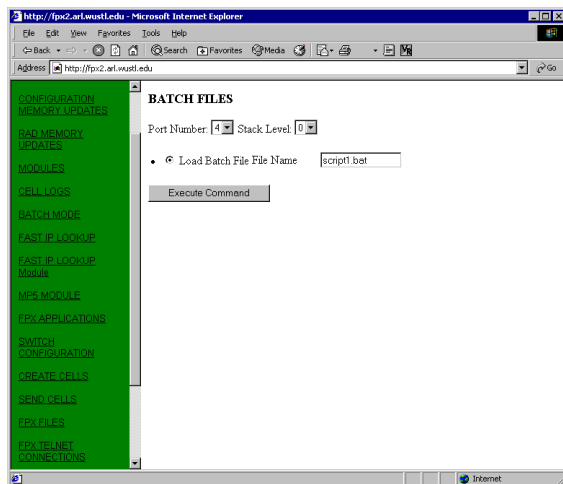 http://fpx2.arl.wustl.edu - Microsoft Internet Explorer
File Edit View Favorites Tools Help
Back Search Favorites Media
Address http://fpx2.arl.wustl.edu Go
CONFIGURATION
MEMORY UPDATES
RAD MEMORY
UPDATES
MODULES
CELL LOGS
BATCH MODE
FAST IP LOOKUP
FAST IP LOOKUP
Module
MP5 MODULE
FPX APPLICATIONS
SWITCH
CONFIGURATION
CREATE CELLS
SEND CELLS
FPX FILES
FPX TELNET
CONNECTIONS
BATCH FILES
Port Number: 4 Stack Level: 0
Load Batch File File Name script1.bat
Execute Command
Internet